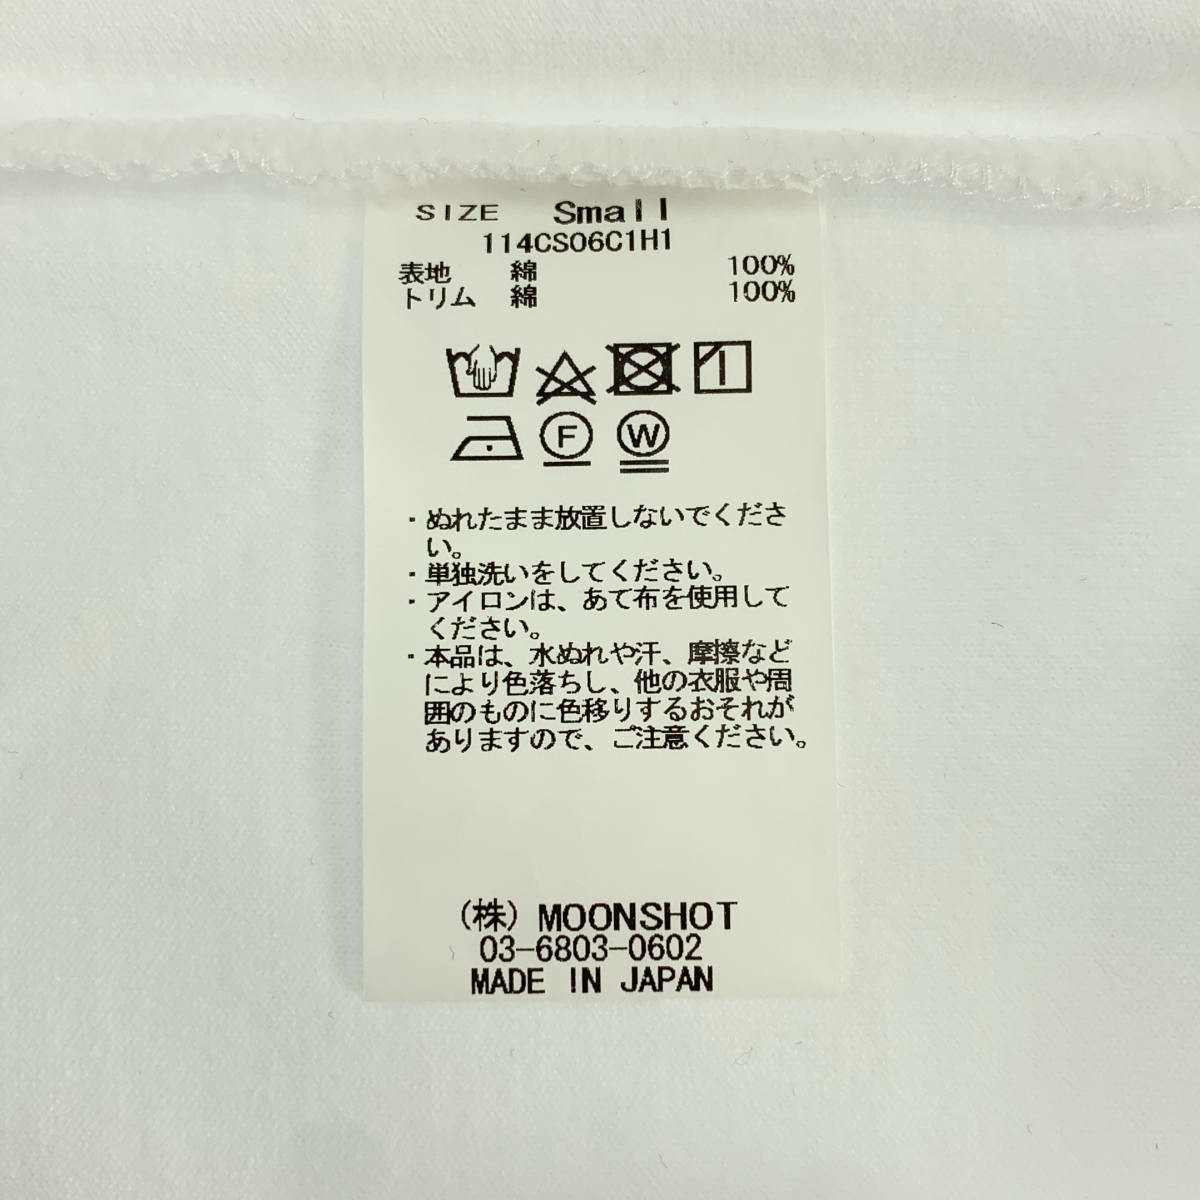 SIZE Small
114CS06C1H1
表地 綿 100%
トリム 綿 100%
F W
・ぬれたまま放置しないでくださ
い。
・単独洗いをしてください。
・アイロンは、あて布を使用して
ください。
・本品は、水ぬれや汗、摩擦など
により色落ちし、他の衣服や周
囲のものに色移りするおそれが
ありますので、ご注意ください。
(株) MOONSHOT
03-6803-0602
MADE IN JAPAN